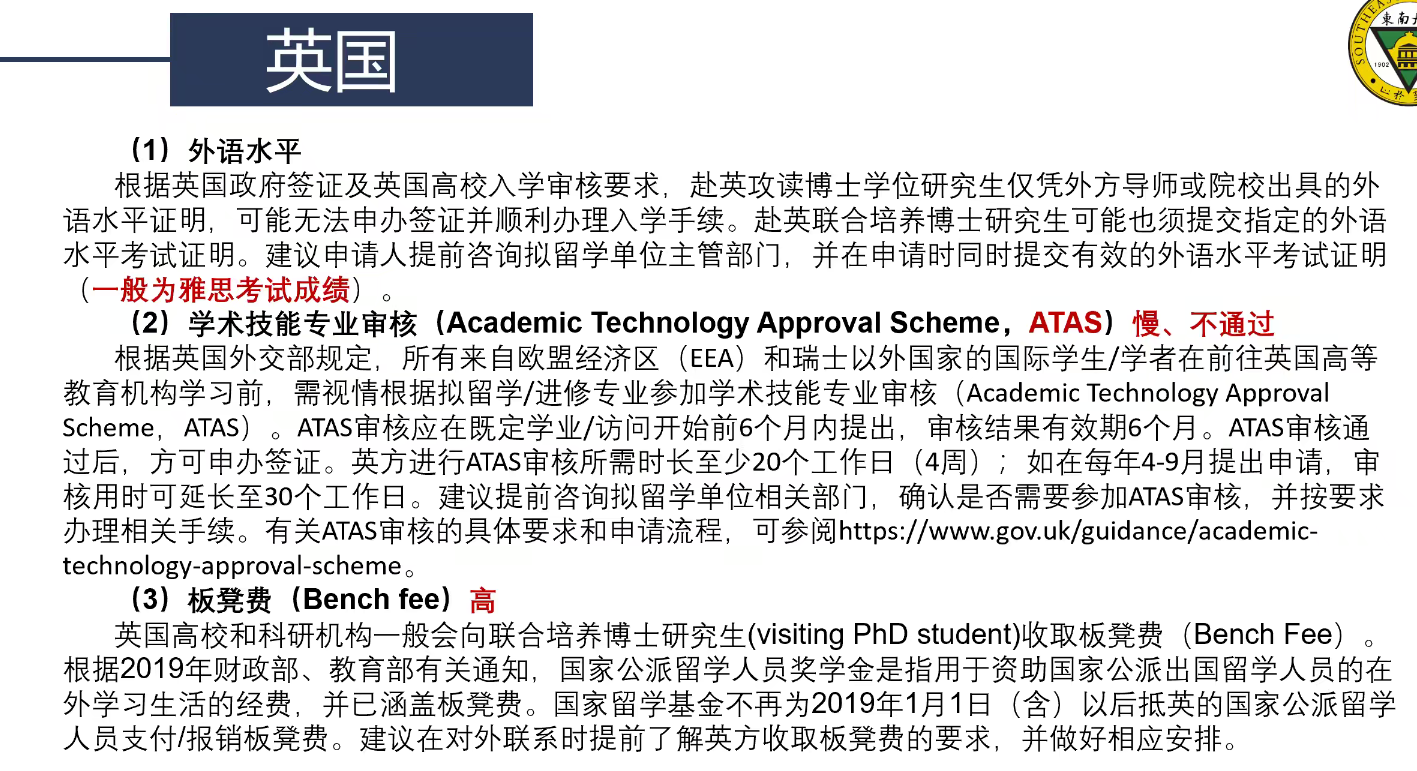 英国
SOUTHEAS
東南大
1902
（1）外语水平
根据英国政府签证及英国高校入学审核要求，赴英攻读博士学位研究生仅凭外方导师或院校出具的外
语水平证明，可能无法申办签证并顺利办理入学手续。赴英联合培养博士研究生可能也须提交指定的外语
水平考试证明。建议申请人提前咨询拟留学单位主管部门，并在申请时同时提交有效的外语水平考试证明
（一般为雅思考试成绩）。
（2）学术技能专业审核（Academic Technology Approval Scheme，ATAS）慢、不通过
根据英国外交部规定，所有来自欧盟经济区（EEA）和瑞士以外国家的国际学生/学者在前往英国高等
教育机构学习前，需视情根据拟留学/进修专业参加学术技能专业审核（Academic Technology Approval
Scheme，ATAS）。ATAS审核应在既定学业/访问开始前6个月内提出，审核结果有效期6个月。ATAS审核通
过后，方可申办签证。英方进行ATAS审核所需时长至少20个工作日（4周）；如在每年4-9月提出申请，审
核用时可延长至30个工作日。建议提前咨询拟留学单位相关部门，确认是否需要参加ATAS审核，并按要求
办理相关手续。有关ATAS审核的具体要求和申请流程，可参阅https://www.gov.uk/guidance/academic-
technology-approval-scheme。
（3）板凳费（Bench fee）高
英国高校和科研机构一般会向联合培养博士研究生(visiting PhD student)收取板凳费（Bench Fee）。
根据2019年财政部、教育部有关通知，国家公派留学人员奖学金是指用于资助国家公派出国留学人员的在
外学习生活的经费，并已涵盖板凳费。国家留学基金不再为2019年1月1日（含）以后抵英的国家公派留学
人员支付/报销板凳费。建议在对外联系时提前了解英方收取板凳费的要求，并做好相应安排。